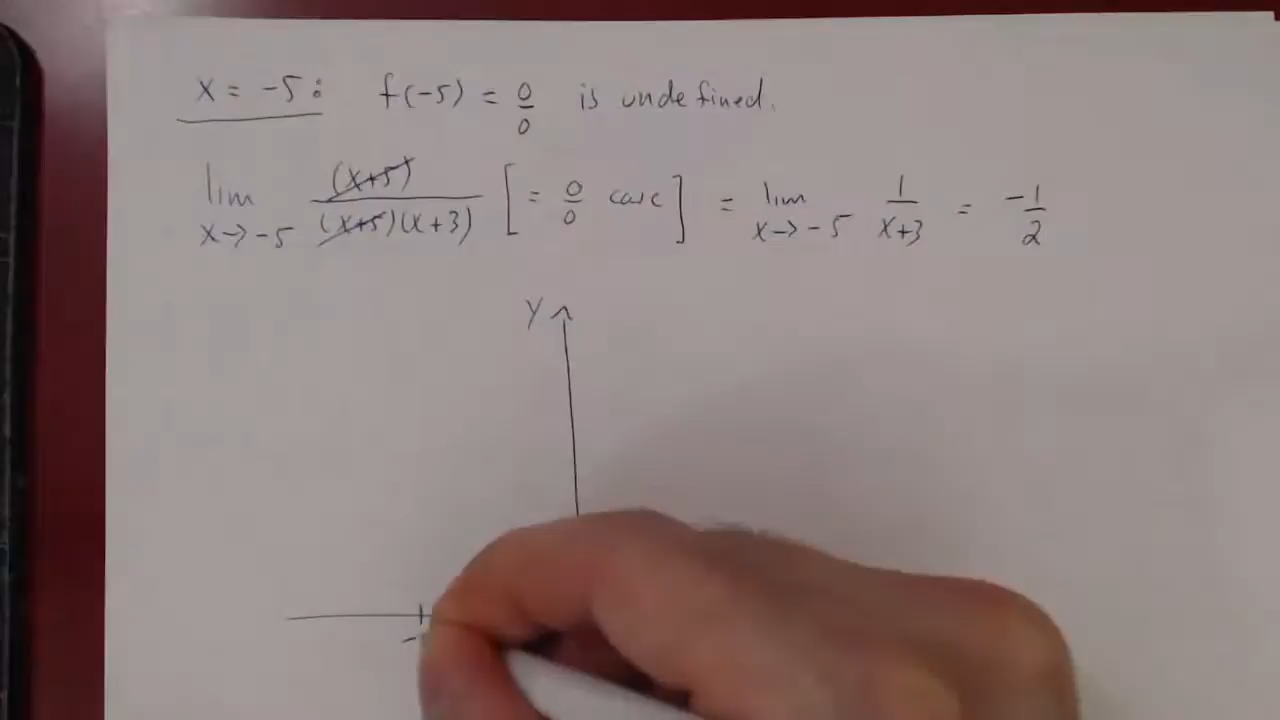 x = -5: f(-5) = 0/0 is undefined.
lim x→-5 (x+5)/(x+5)(x+3) [= 0/0 case] = lim x→-5 1/x+3 = -1/2
y
-